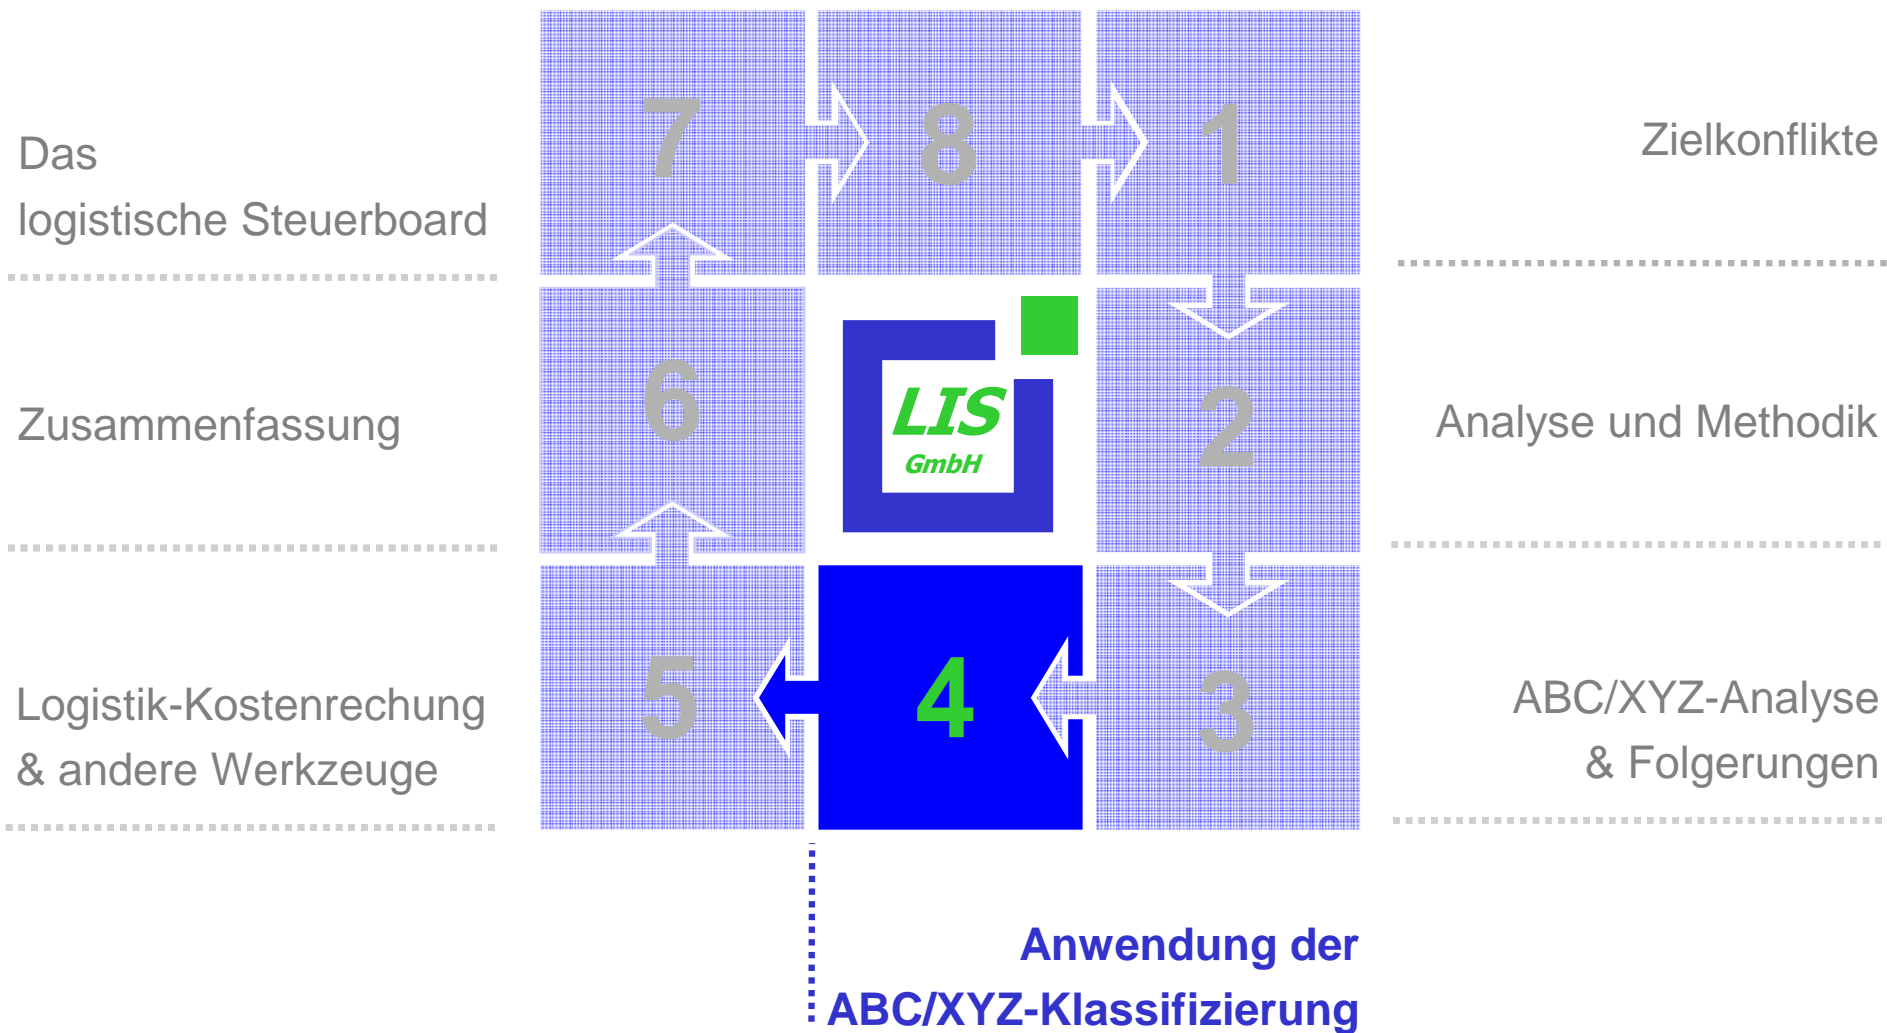 7
8
1
Das
logistische Steuerboard
Zielkonflikte
6
LIS
GmbH
2
Zusammenfassung
Analyse und Methodik
5
4
3
Logistik-Kostenrechung
& andere Werkzeuge
ABC/XYZ-Analyse
& Folgerungen
Anwendung der
ABC/XYZ-Klassifizierung